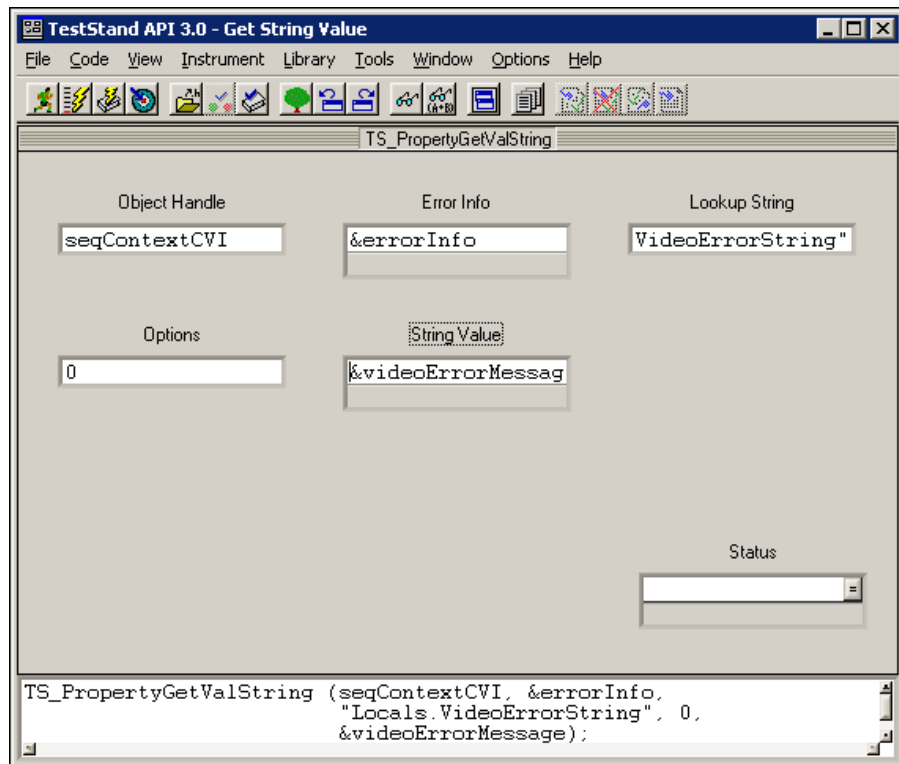 TestStand API 3.0 - Get String Value
File Code View Instrument Library Tools Window Options Help
TS_PropertyGetValString
Object Handle Error Info Lookup String
seqContextCVI &errorInfo VideoErrorString"
Options String Value
0 &videoErrorMessag
Status
TS_PropertyGetValString (seqContextCVI, &errorInfo,
"Locals.VideoErrorString", 0,
&videoErrorMessage);